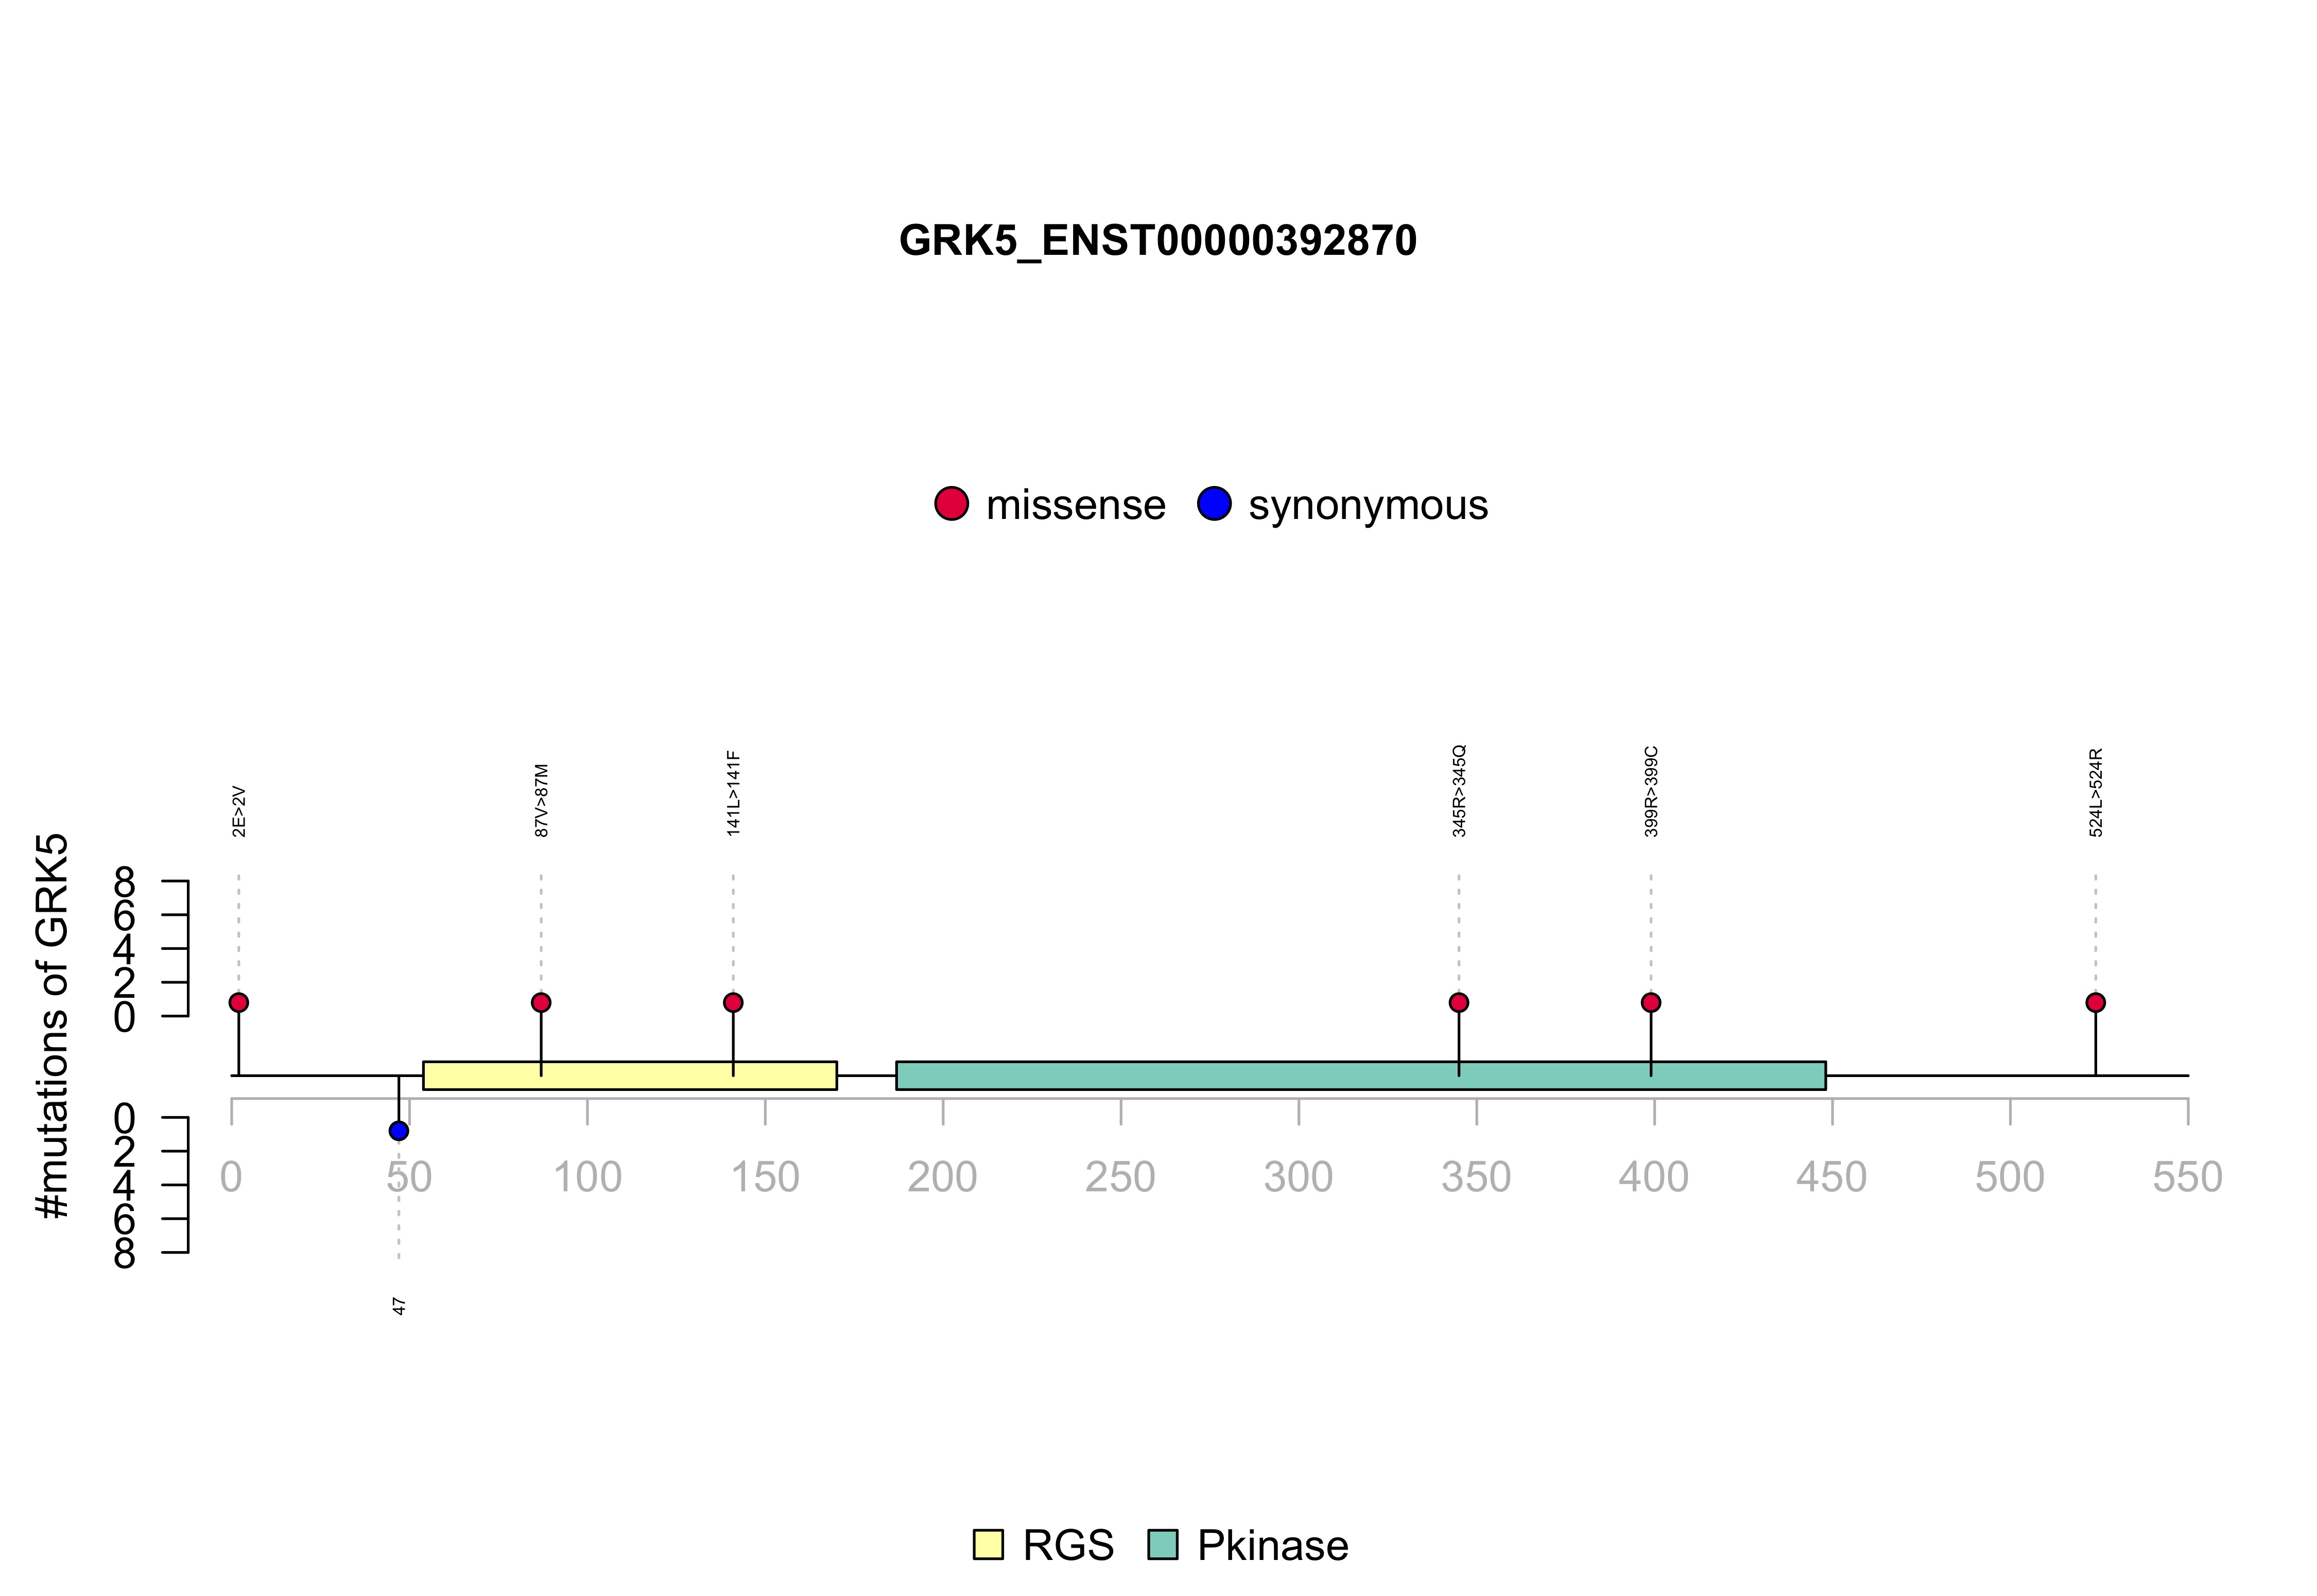 GRK5_ENST00000392870
missense synonymous
2E>2V
87V>87M
141L>141F
345R>345Q
399R>399C
524L>524R
#mutations of GRK5
8
6
4
2
0
0
2
4
6
8
0 50 100 150 200 250 300 350 400 450 500 550
47
RGS Pkinase